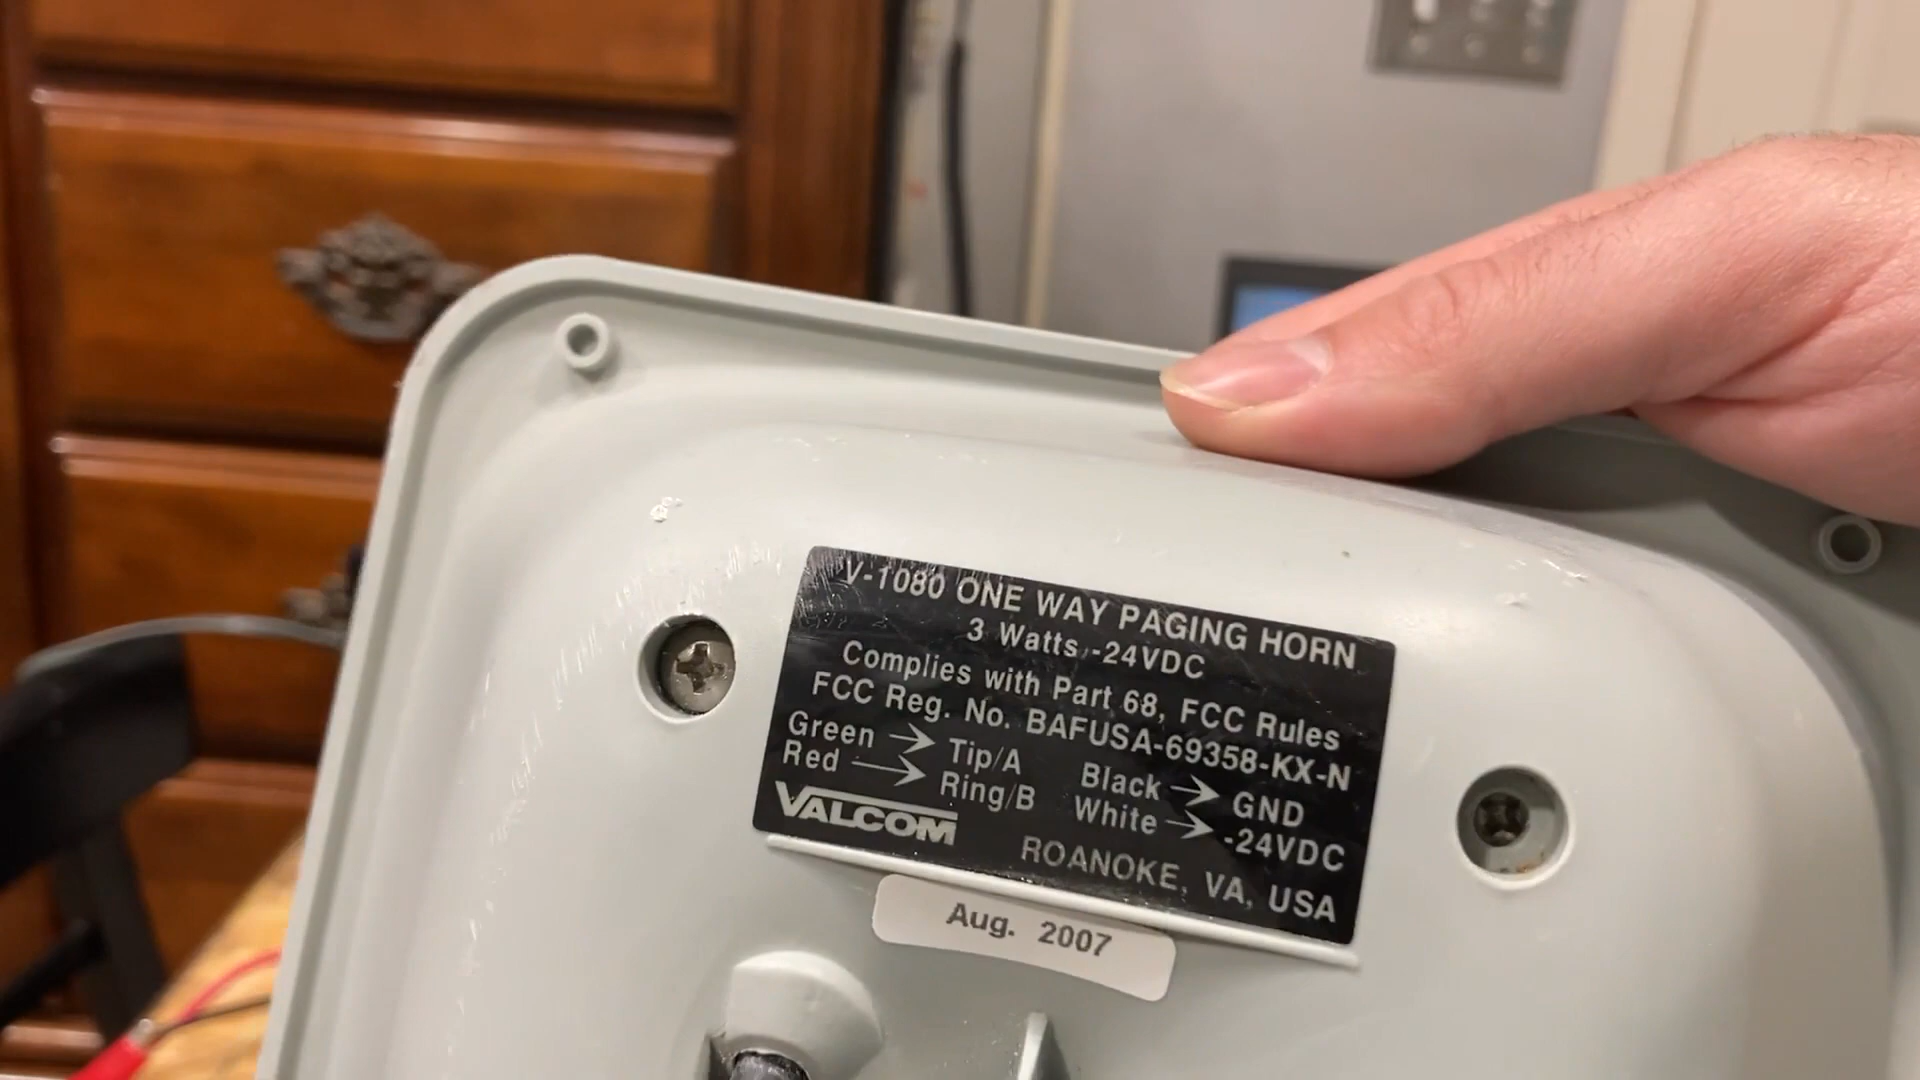 V-1080 ONE WAY PAGING HORN
3 Watts -24VDC
Complies with Part 68, FCC Rules
FCC Reg. No. BAFUSA-69358-KX-N
Green → Tip/A
Red → Ring/B
Black → GND
White → -24VDC
VALCOM
ROANOKE, VA, USA
Aug. 2007